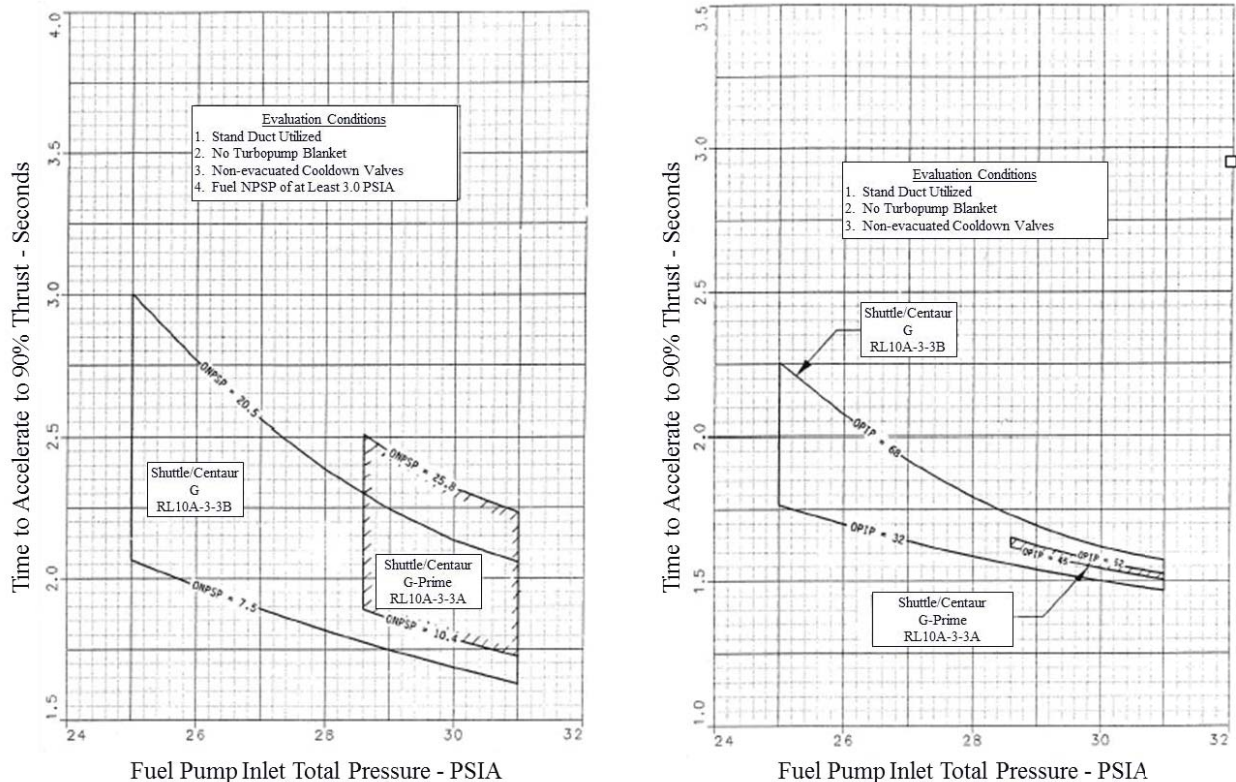 Time to Accelerate to 90% Thrust - Seconds
4.0
3.5
3.0
2.5
2.0
1.5
Evaluation Conditions
1. Stand Duct Utilized
2. No Turbopump Blanket
3. Non-evacuated Cooldown Valves
4. Fuel NPSP of at Least 3.0 PSIA
ONPSP = 20.5
ONPSP = 25.8
Shuttle/Centaur
G
RL10A-3-3B
Shuttle/Centaur
G-Prime
RL10A-3-3A
ONPSP = 7.5
ONPSP = 10.4
24 26 28 30 32
Fuel Pump Inlet Total Pressure - PSIA
Time to Accelerate to 90% Thrust - Seconds
3.5
3.0
2.5
2.0
1.5
1.0
Evaluation Conditions
1. Stand Duct Utilized
2. No Turbopump Blanket
3. Non-evacuated Cooldown Valves
Shuttle/Centaur
G
RL10A-3-3B
OPIP = 68
OPIP = 32
OPIP = 52
OPIP = 45
Shuttle/Centaur
G-Prime
RL10A-3-3A
24 26 28 30 32
Fuel Pump Inlet Total Pressure - PSIA